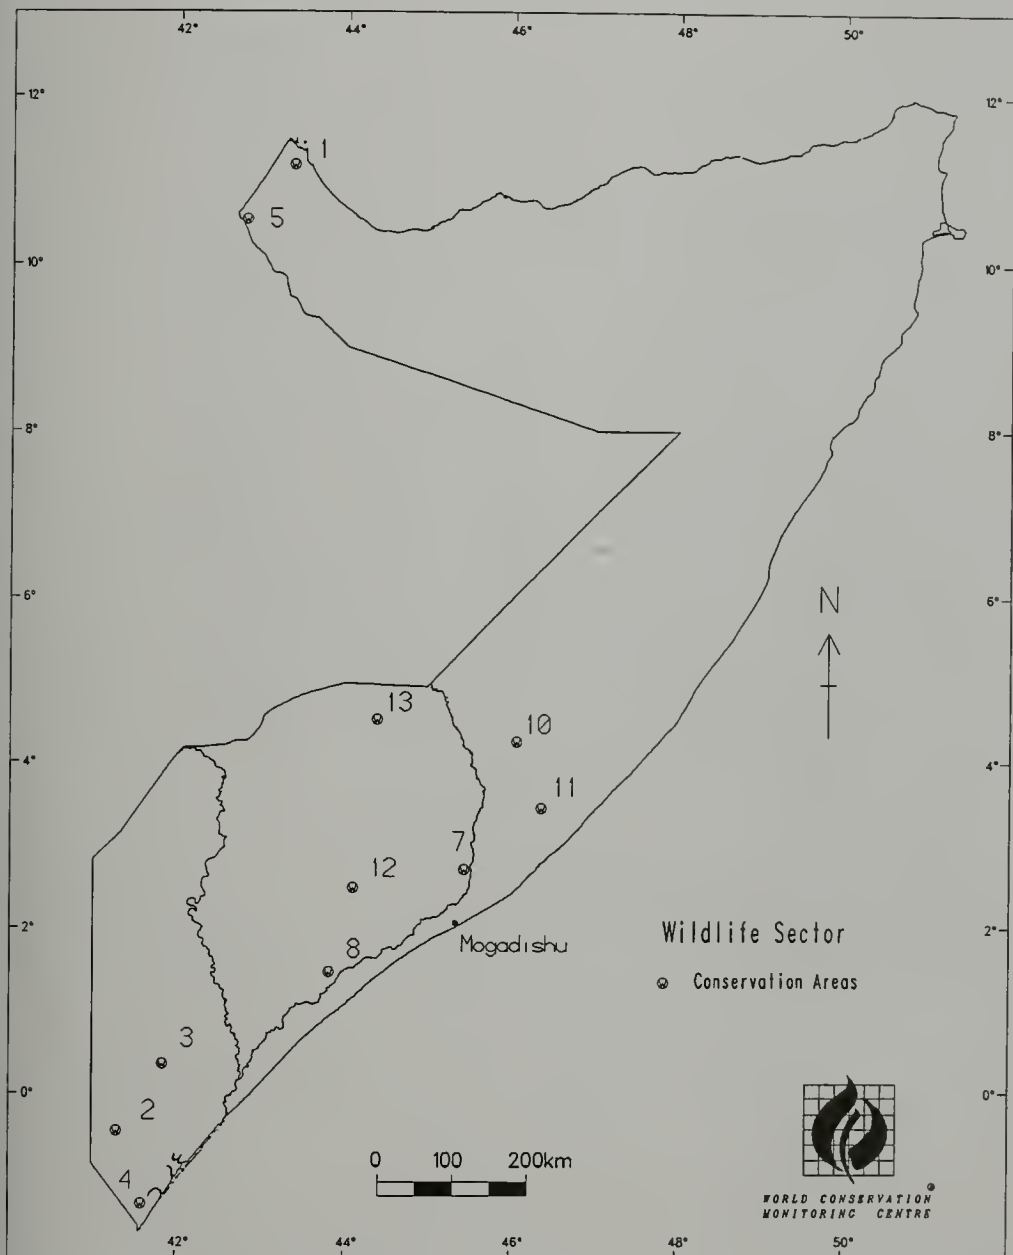 42° 44° 46° 48° 50°
12° 12°
1
5
10° 10°
8° 8°
6° 6°
N
13
10
4° 4°
11
7
12
2° 2°
Wildlife Sector
Mogadishu
8
Conservation Areas
3
0° 0°
2
4
0 100 200km
WORLD CONSERVATION
MONITORING CENTRE
42° 44° 46° 48° 50°